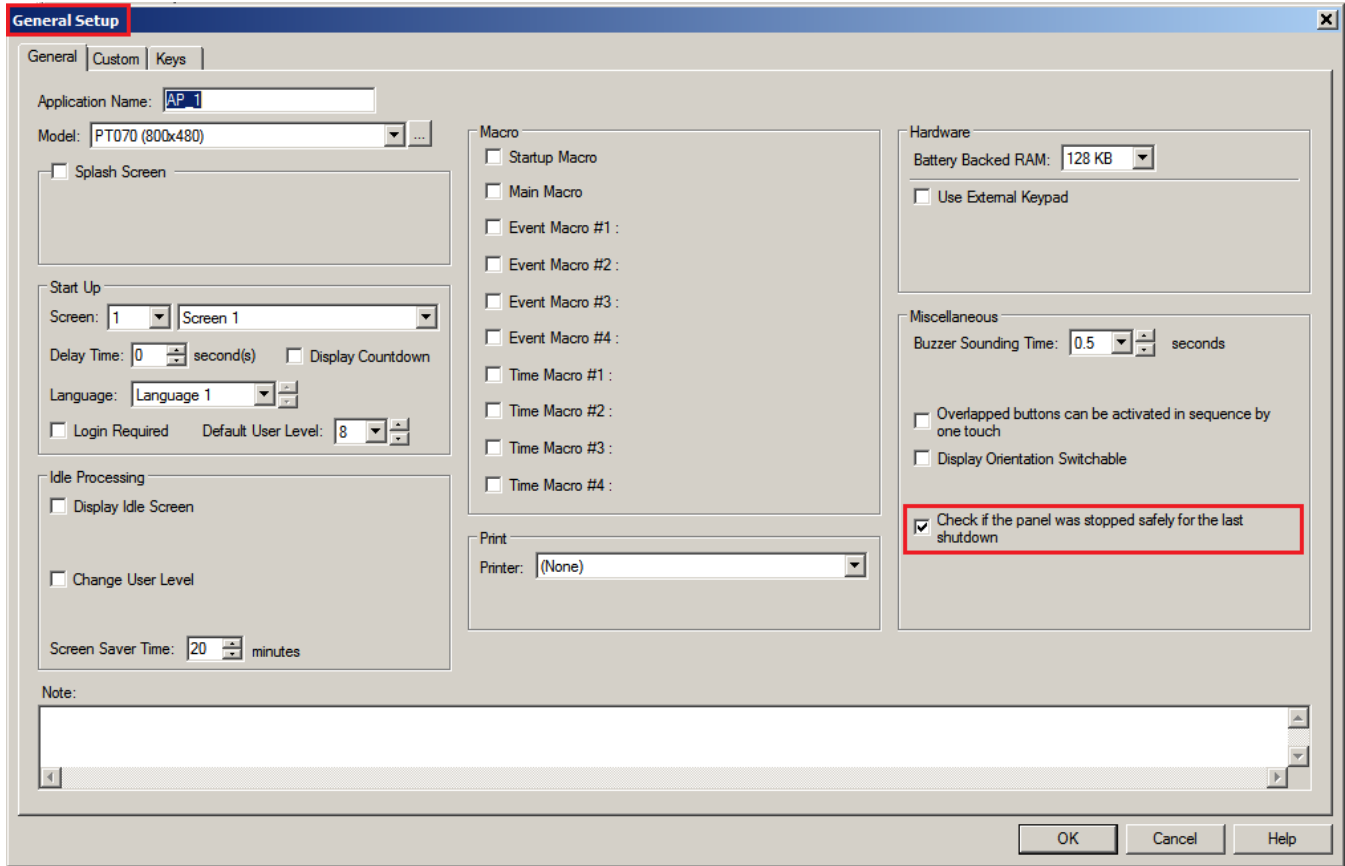 General Setup
General Custom Keys
Application Name: AP_1
Model: PT070 (800x480) ...
Splash Screen
Start Up
Screen: 1 Screen 1
Delay Time: 0 second(s) Display Countdown
Language: Language 1
Login Required Default User Level: 8
Idle Processing
Display Idle Screen
Change User Level
Screen Saver Time: 20 minutes
Macro
Startup Macro
Main Macro
Event Macro #1 :
Event Macro #2 :
Event Macro #3 :
Event Macro #4 :
Time Macro #1 :
Time Macro #2 :
Time Macro #3 :
Time Macro #4 :
Print
Printer: (None)
Hardware
Battery Backed RAM: 128 KB
Use External Keypad
Miscellaneous
Buzzer Sounding Time: 0.5 seconds
Overlapped buttons can be activated in sequence by
one touch
Display Orientation Switchable
Check if the panel was stopped safely for the last
shutdown
Note:
OK Cancel Help